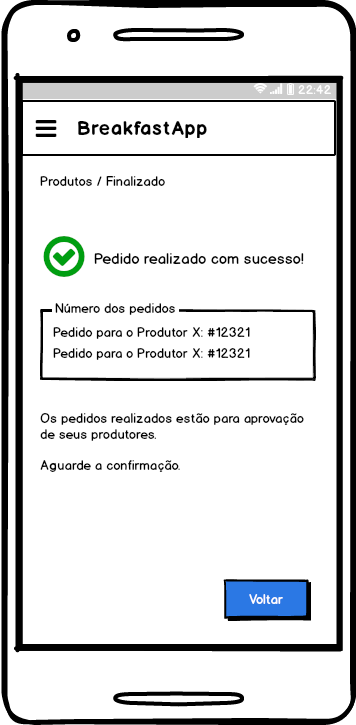 22:42
BreakfastApp
Produtos / Finalizado
Pedido realizado com sucesso!
Número dos pedidos
Pedido para o Produtor X: #12321
Pedido para o Produtor X: #12321
Os pedidos realizados estão para aprovação
de seus produtores.
Aguarde a confirmação.
Voltar